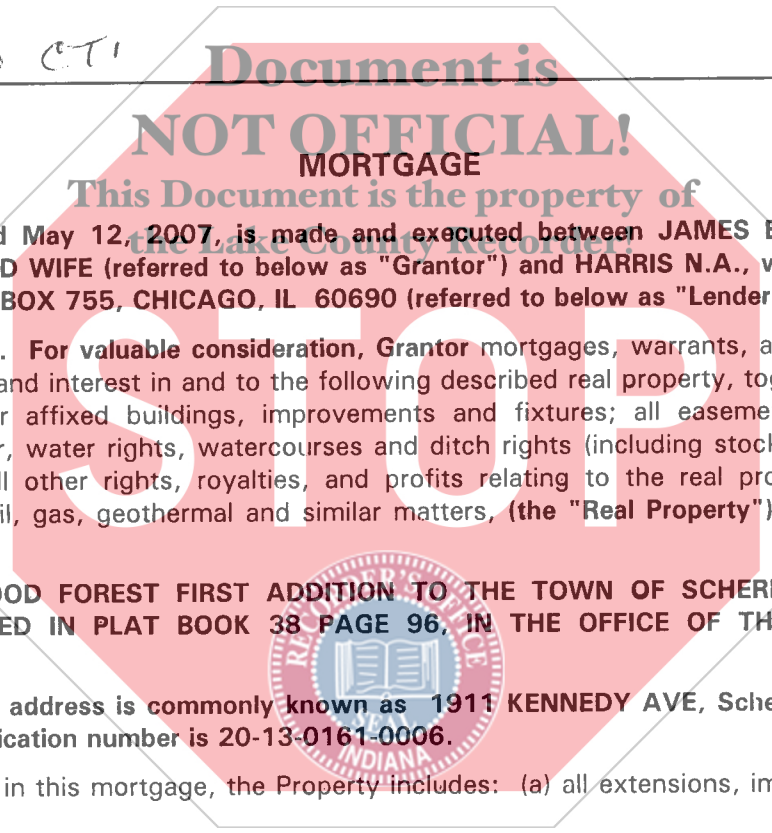 CTI
Document is
NOT OFFICIAL!
MORTGAGE
This Document is the property of
the Lake County Recorder!
d May 12, 2007, is made and executed between JAMES E
D WIFE (referred to below as "Grantor") and HARRIS N.A., w
BOX 755, CHICAGO, IL 60690 (referred to below as "Lender
. For valuable consideration, Grantor mortgages, warrants, a
and interest in and to the following described real property, tog
r affixed buildings, improvements and fixtures; all easeme
r, water rights, watercourses and ditch rights (including stock
ll other rights, royalties, and profits relating to the real pro
il, gas, geothermal and similar matters, (the "Real Property")
STOP
OOD FOREST FIRST ADDITION TO THE TOWN OF SCHERE
ED IN PLAT BOOK 38 PAGE 96, IN THE OFFICE OF TH
RECORDER'S OFFICE
address is commonly known as 1911 KENNEDY AVE, Sche
ication number is 20-13-0161-0006.
SEAL
INDIANA
in this mortgage, the Property includes: (a) all extensions, im